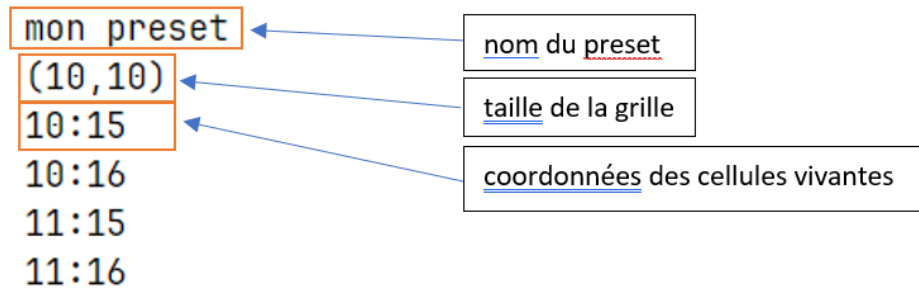 mon preset
nom du preset
(10,10)
taille de la grille
10:15
coordonnées des cellules vivantes
10:16
11:15
11:16